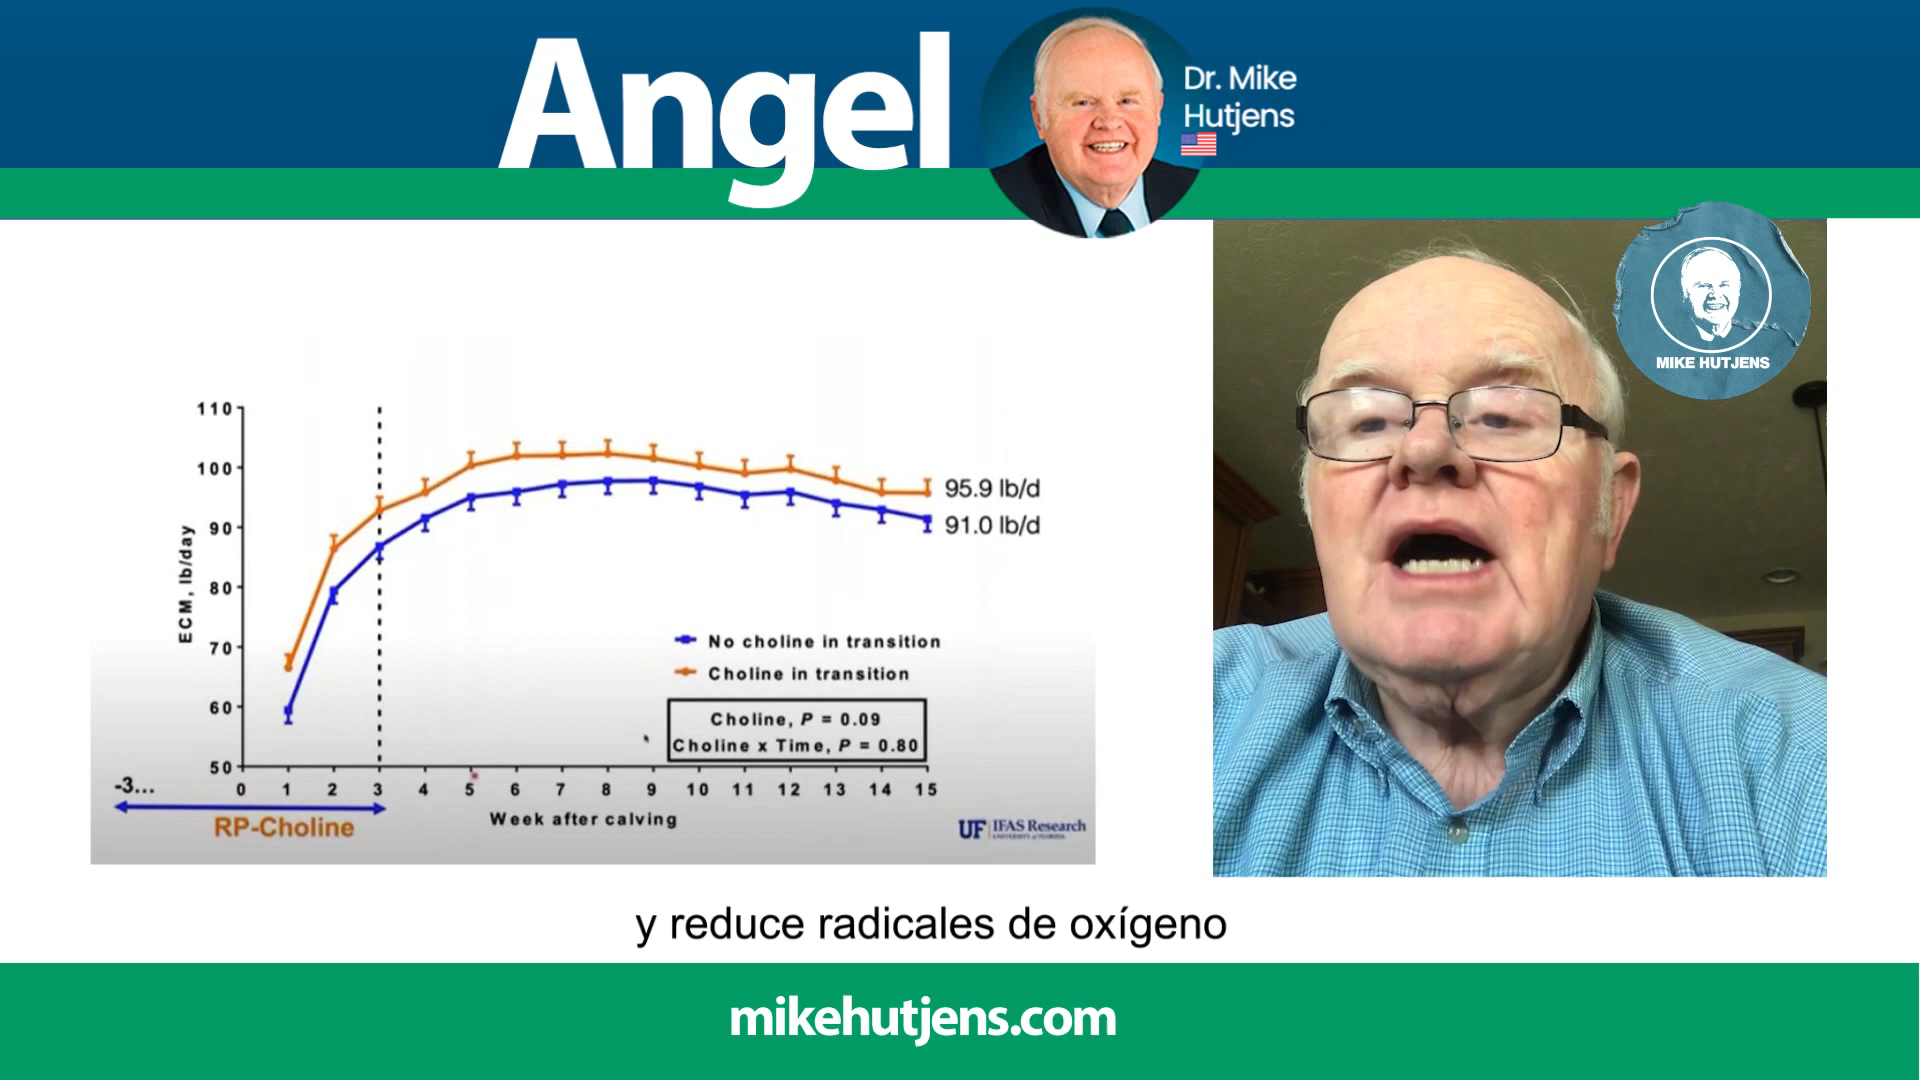 Angel
Dr. Mike
Hutjens
MIKE HUTJENS
110
100
90
80
70
60
50
ECM, lb/day
95.9 lb/d
91.0 lb/d
No choline in transition
Choline in transition
Choline, P = 0.09
Choline x Time, P = 0.80
0 1 2 3 4 5 6 7 8 9 10 11 12 13 14 15
-3...
RP-Choline
Week after calving
UF IFAS Research
UNIVERSITY of FLORIDA
y reduce radicales de oxígeno
mikehutjens.com